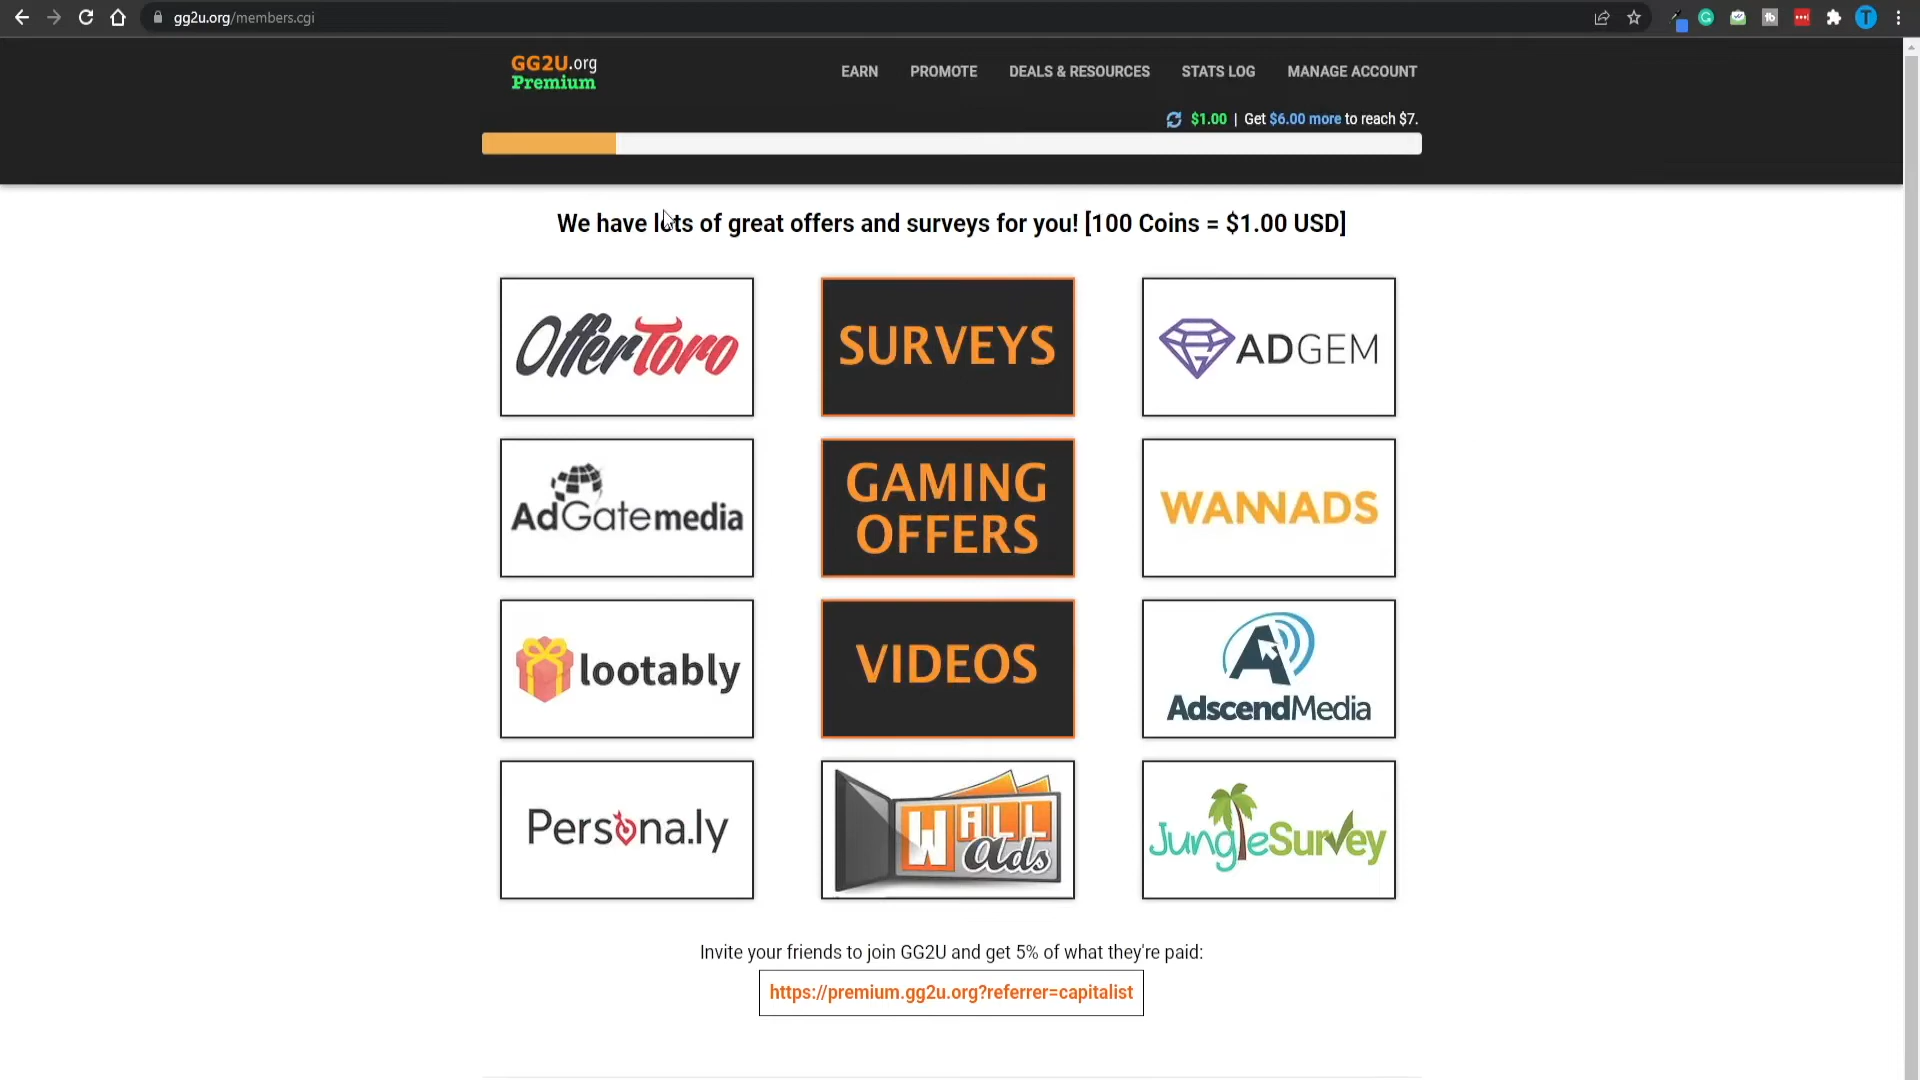 gg2u.org/members.cgi
GG2U.org
Premium
EARN
PROMOTE
DEALS & RESOURCES
STATS LOG
MANAGE ACCOUNT
$1.00 | Get $6.00 more to reach $7.
We have lots of great offers and surveys for you! [100 Coins = $1.00 USD]
OfferToro
SURVEYS
ADGEM
AdGatemedia
GAMING
OFFERS
WANNADS
lootably
VIDEOS
AdscendMedia
Persona.ly
WALL
Ads
JungleSurvey
Invite your friends to join GG2U and get 5% of what they're paid:
https://premium.gg2u.org?referrer=capitalist